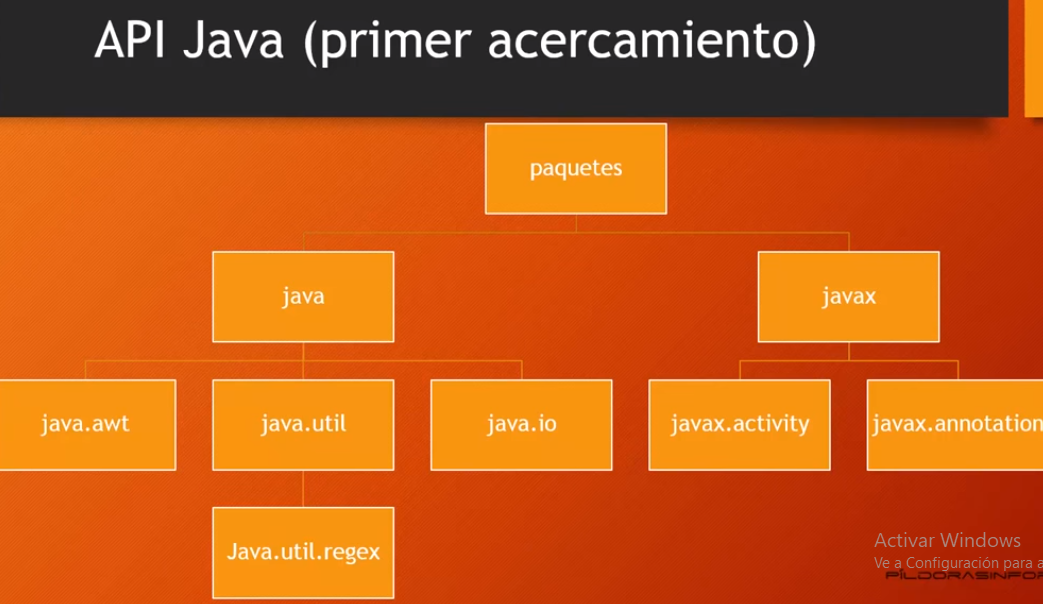 API Java (primer acercamiento)
paquetes
java
javax
java.awt
java.util
java.io
javax.activity
javax.annotation
Java.util.regex
Activar Windows
Ve a Configuración para a
PÍLDORASINFOR